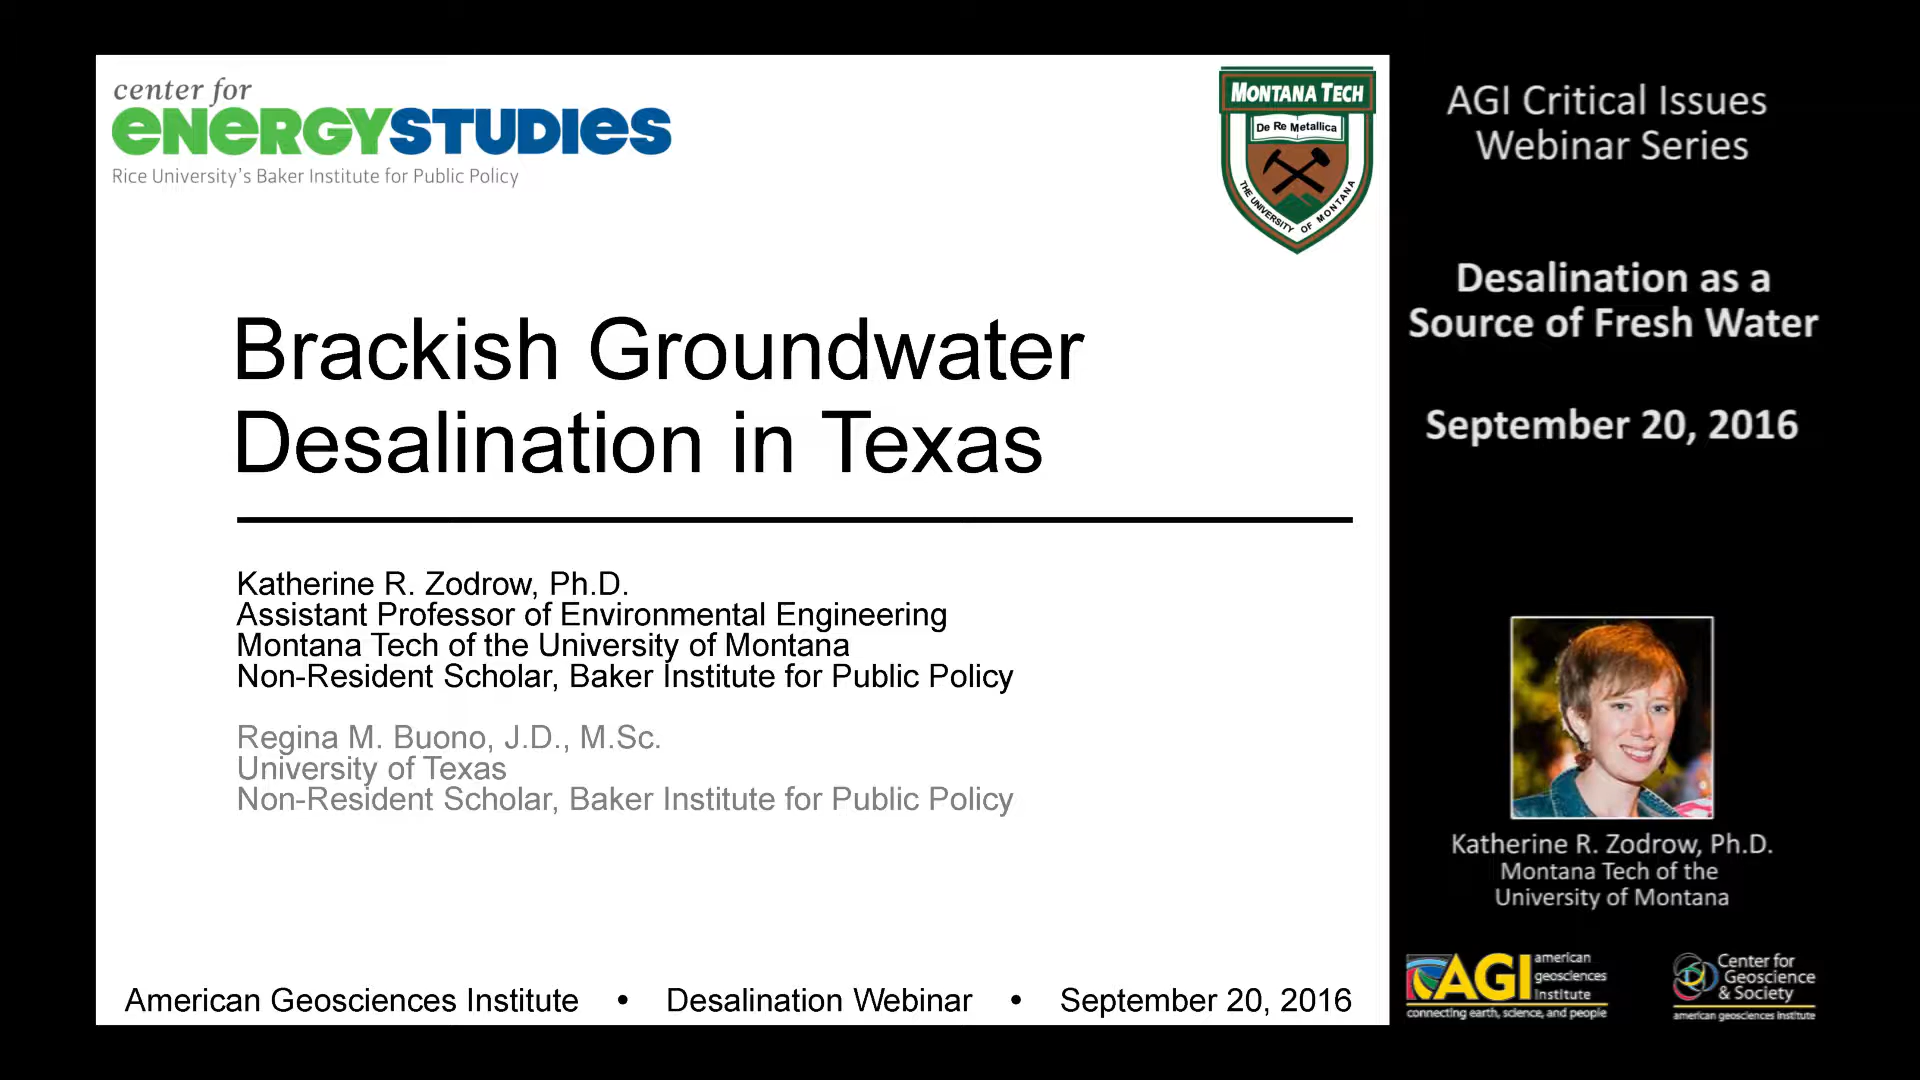 center for
ENERGYSTUDIES
Rice University's Baker Institute for Public Policy
MONTANA TECH
De Re Metallica
THE UNIVERSITY OF MONTANA
Brackish Groundwater
Desalination in Texas
Katherine R. Zodrow, Ph.D.
Assistant Professor of Environmental Engineering
Montana Tech of the University of Montana
Non-Resident Scholar, Baker Institute for Public Policy
Regina M. Buono, J.D., M.Sc.
University of Texas
Non-Resident Scholar, Baker Institute for Public Policy
American Geosciences Institute • Desalination Webinar • September 20, 2016
AGI Critical Issues
Webinar Series
Desalination as a
Source of Fresh Water
September 20, 2016
Katherine R. Zodrow, Ph.D.
Montana Tech of the
University of Montana
AGI
american
geosciences
institute
connecting earth, science, and people
Center for
Geoscience
& Society
american geosciences institute